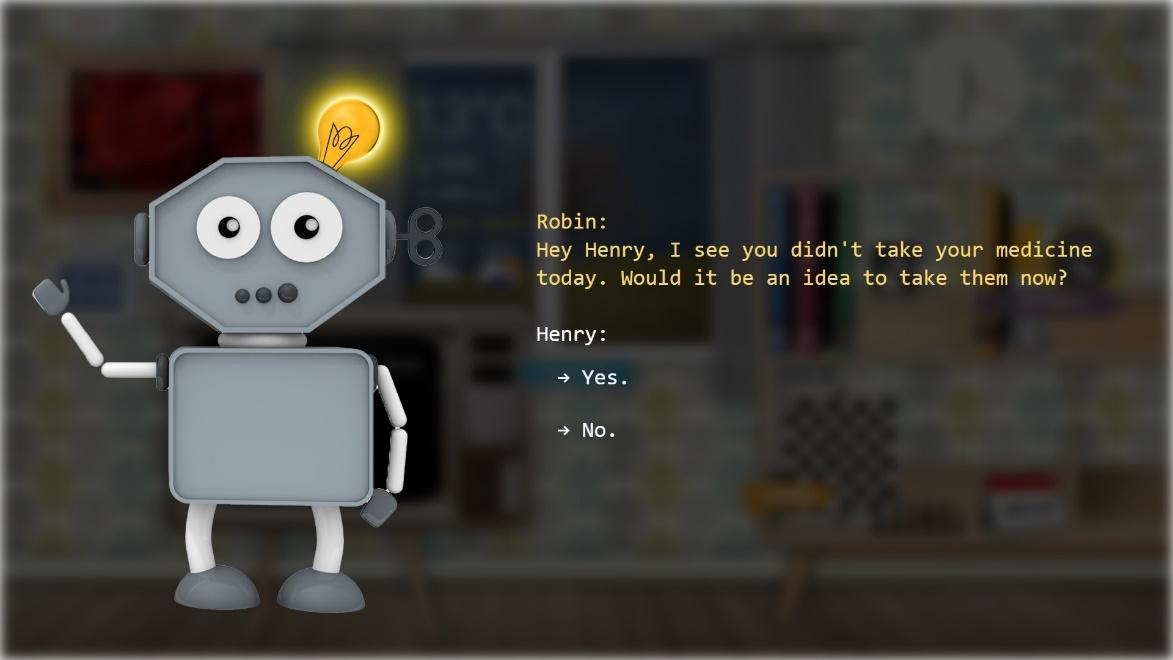 Robin:
Hey Henry, I see you didn't take your medicine
today. Would it be an idea to take them now?
Henry:
→ Yes.
→ No.